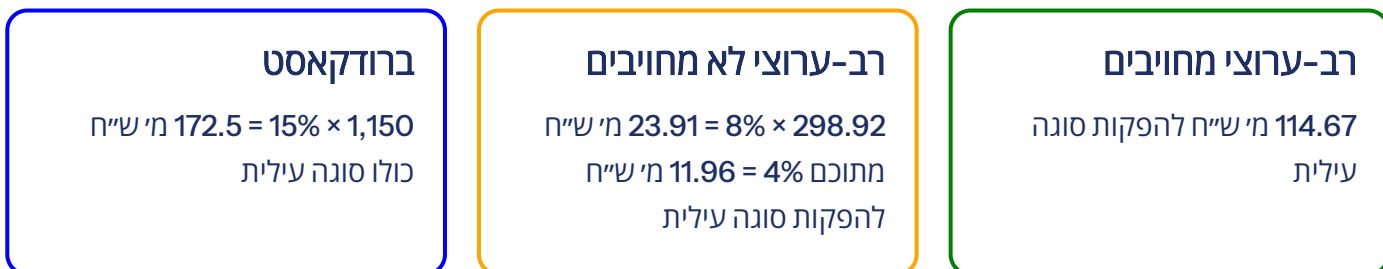 רב-ערוצי מחויבים
114.67 מ׳ ש״ח להפקות סוגה
עילית
רב-ערוצי לא מחויבים
298.92 × 8% = 23.91 מ׳ ש״ח
מתוכם 4% = 11.96 מ׳ ש״ח
להפקות סוגה עילית
ברודקאסט
1,150 × 15% = 172.5 מ׳ ש״ח
כולו סוגה עילית